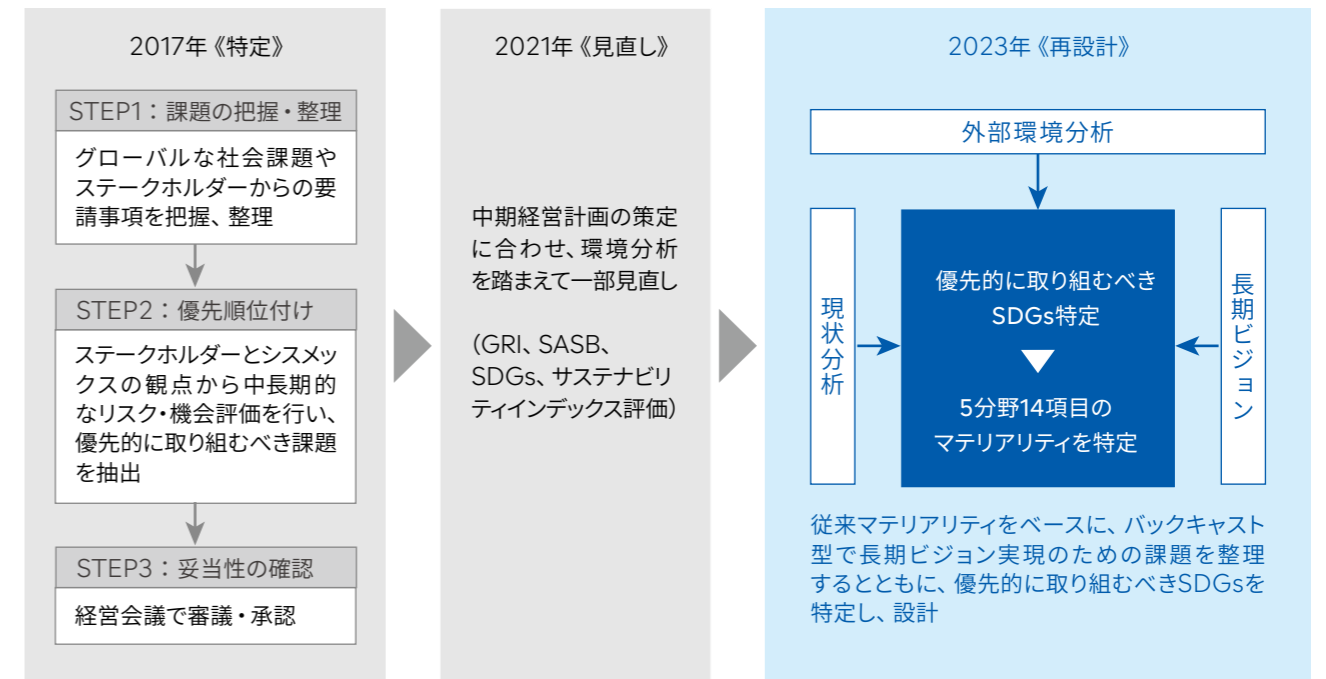 2017年《特定》
STEP1：課題の把握・整理
グローバルな社会課題や
ステークホルダーからの要
請事項を把握、整理
STEP2：優先順位付け
ステークホルダーとシスメッ
クスの観点から中長期的
なリスク・機会評価を行い、
優先的に取り組むべき課題
を抽出
STEP3：妥当性の確認
経営会議で審議・承認
2021年《見直し》
中期経営計画の策定
に合わせ、環境分析
を踏まえて一部見直し
（GRI、SASB、
SDGs、サステナビリ
ティインデックス評価）
2023年《再設計》
外部環境分析
現状分析
優先的に取り組むべき
SDGs特定
5分野14項目の
マテリアリティを特定
長期ビジョン
従来マテリアリティをベースに、バックキャスト
型で長期ビジョン実現のための課題を整理
するとともに、優先的に取り組むべきSDGsを
特定し、設計